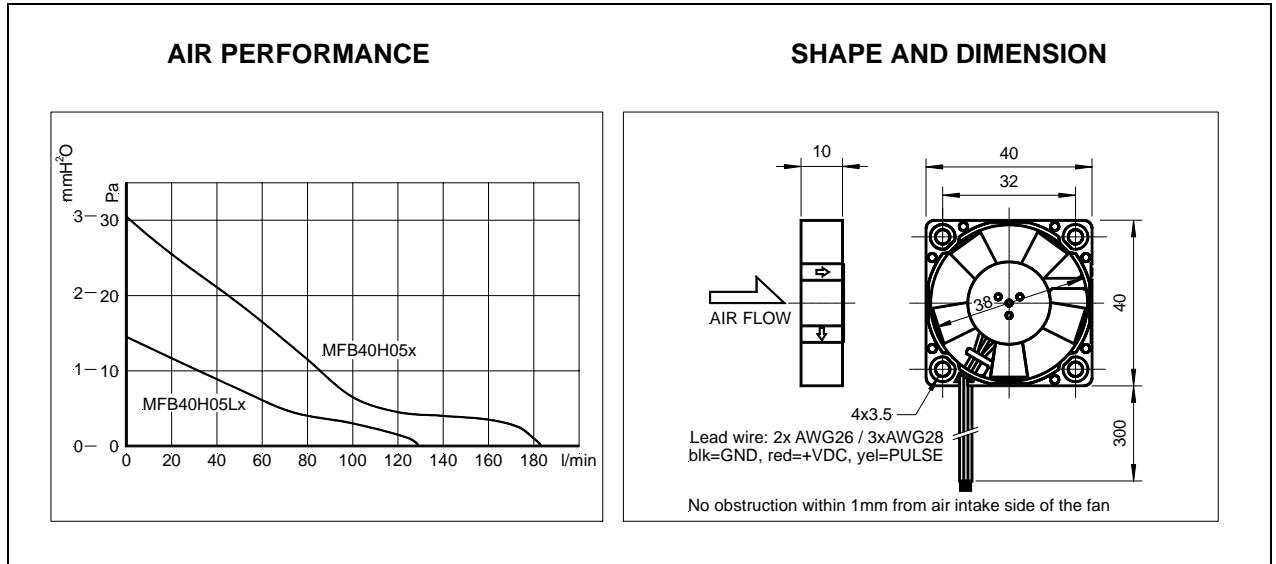 AIR PERFORMANCE
SHAPE AND DIMENSION
mmH²O
Pa
3
30
2
20
1
10
0
0
MFB40H05x
MFB40H05Lx
0 20 40 60 80 100 120 140 160 180 l/min
10
40
32
AIR FLOW
38
40
4x3.5
300
Lead wire: 2x AWG26 / 3xAWG28
blk=GND, red=+VDC, yel=PULSE
No obstruction within 1mm from air intake side of the fan